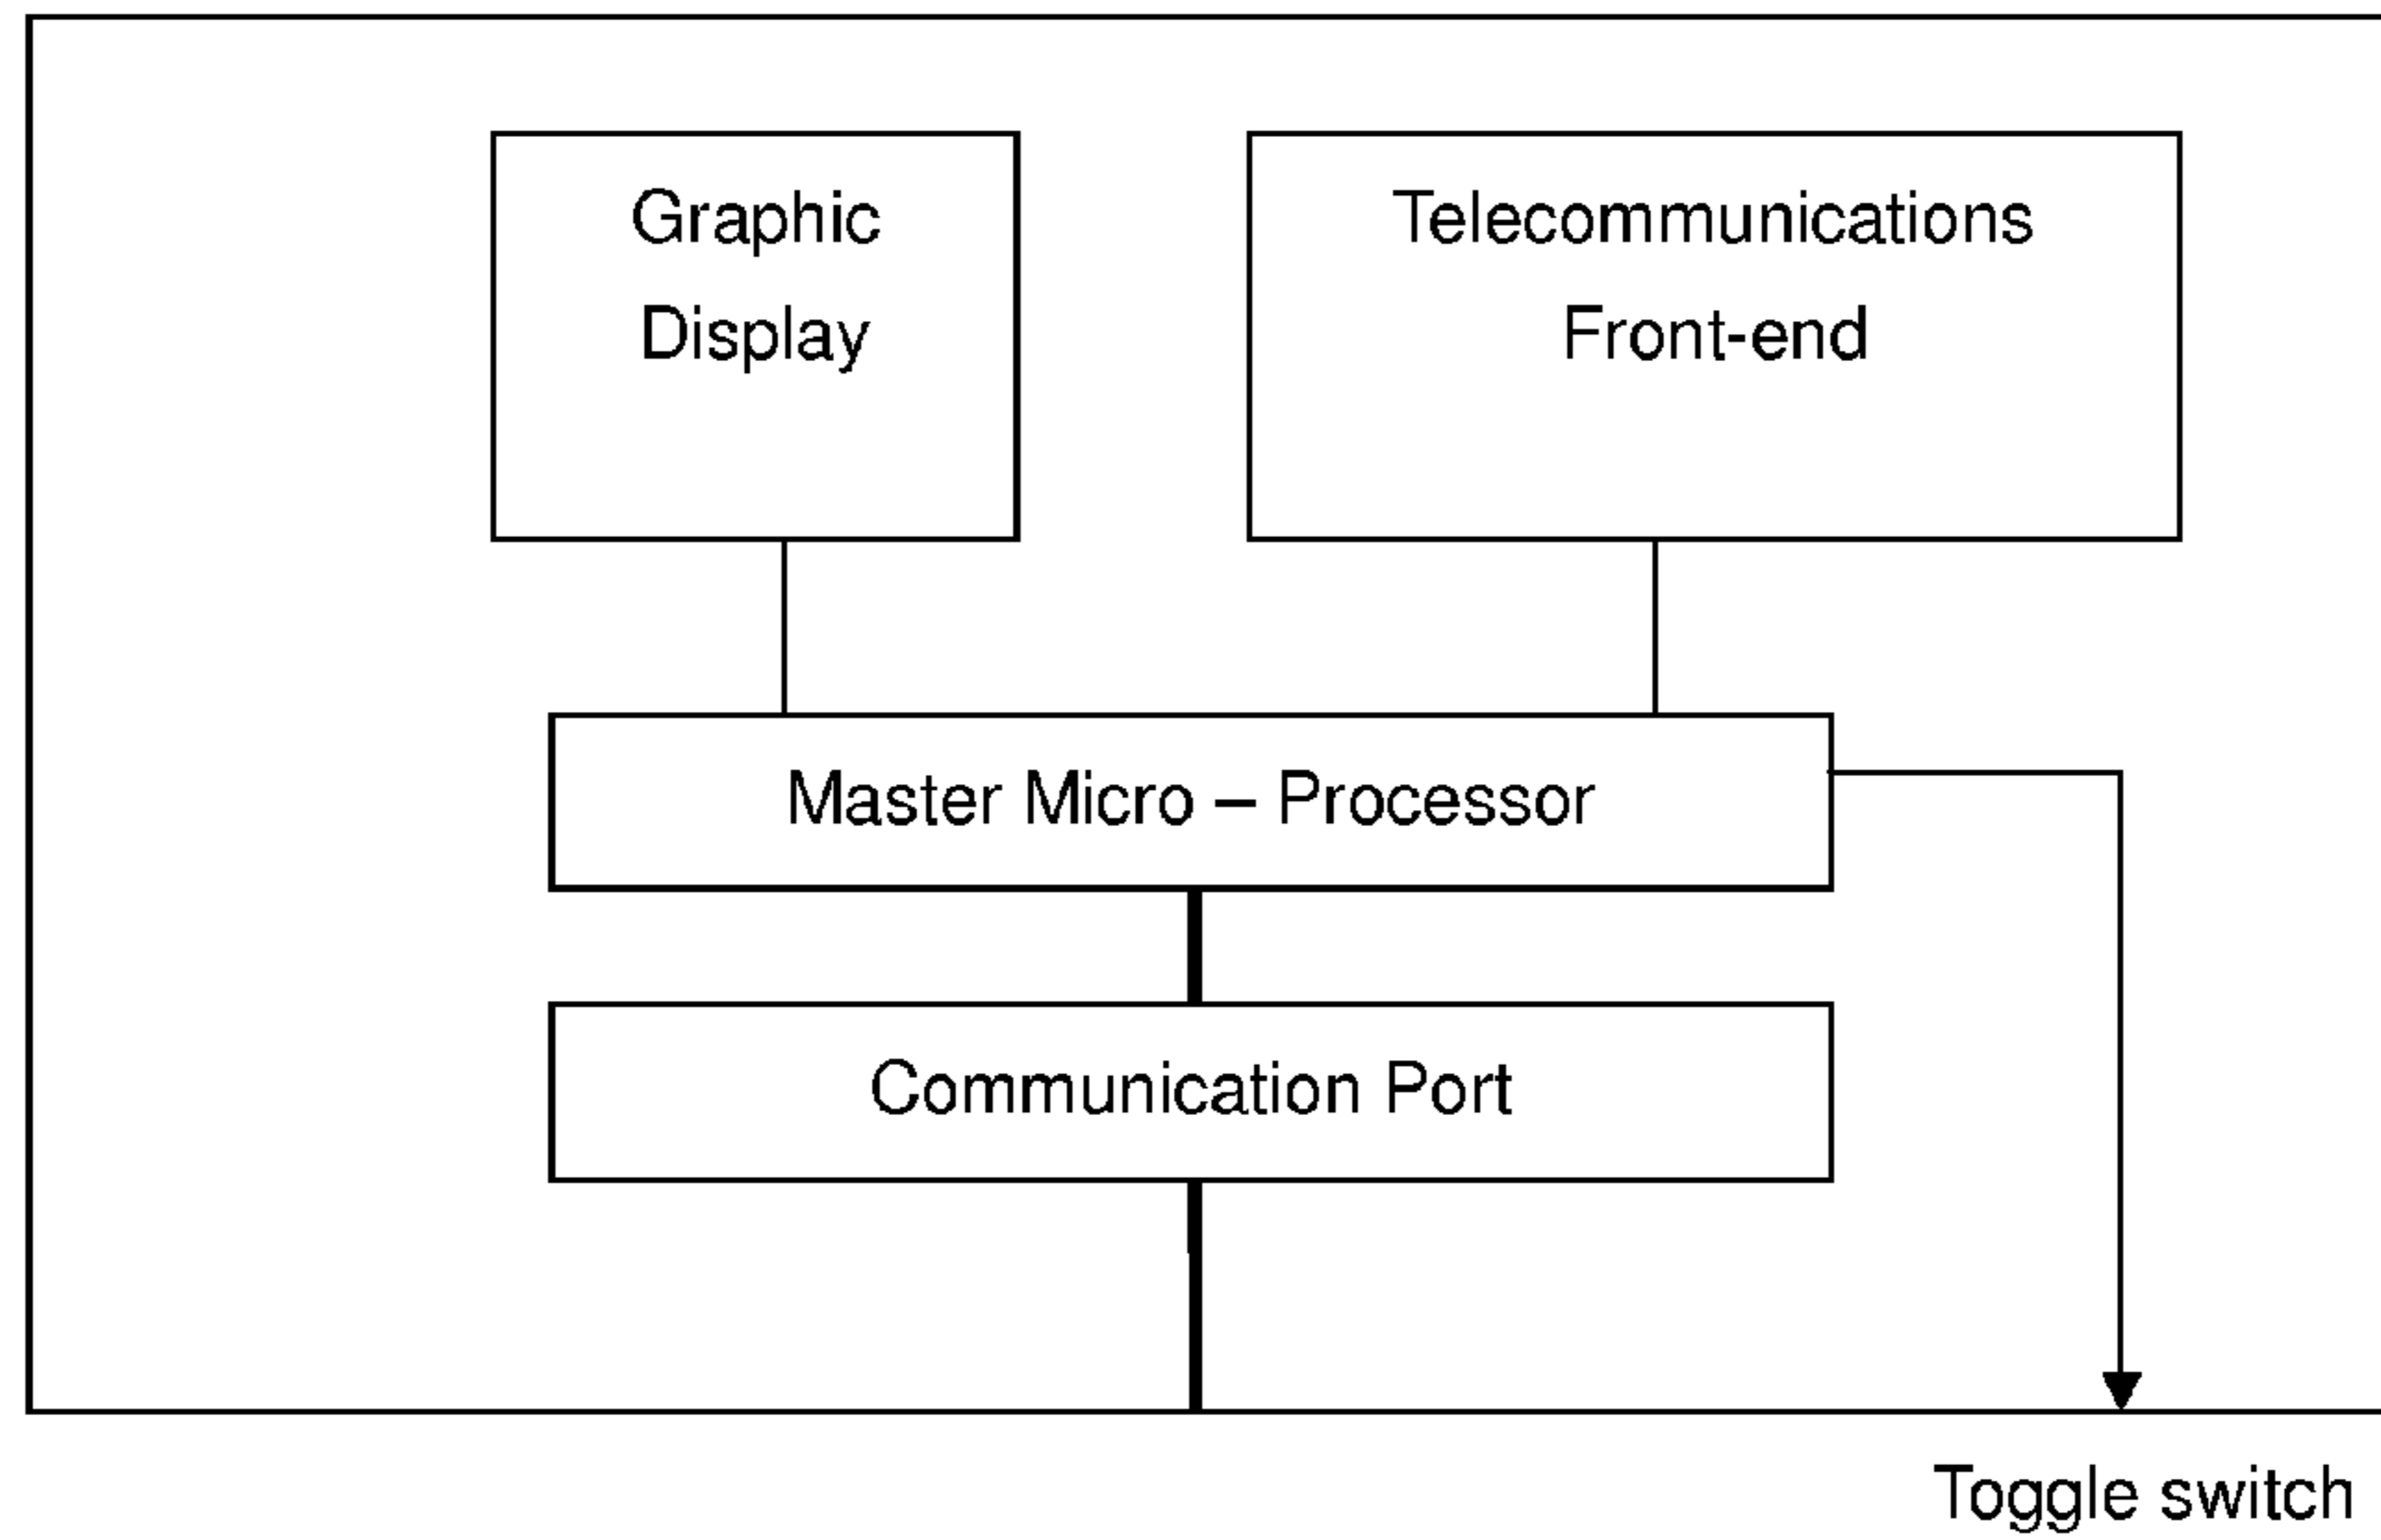 Graphic
Display
Telecommunications
Front-end
Master Micro – Processor
Communication Port
Toggle switch